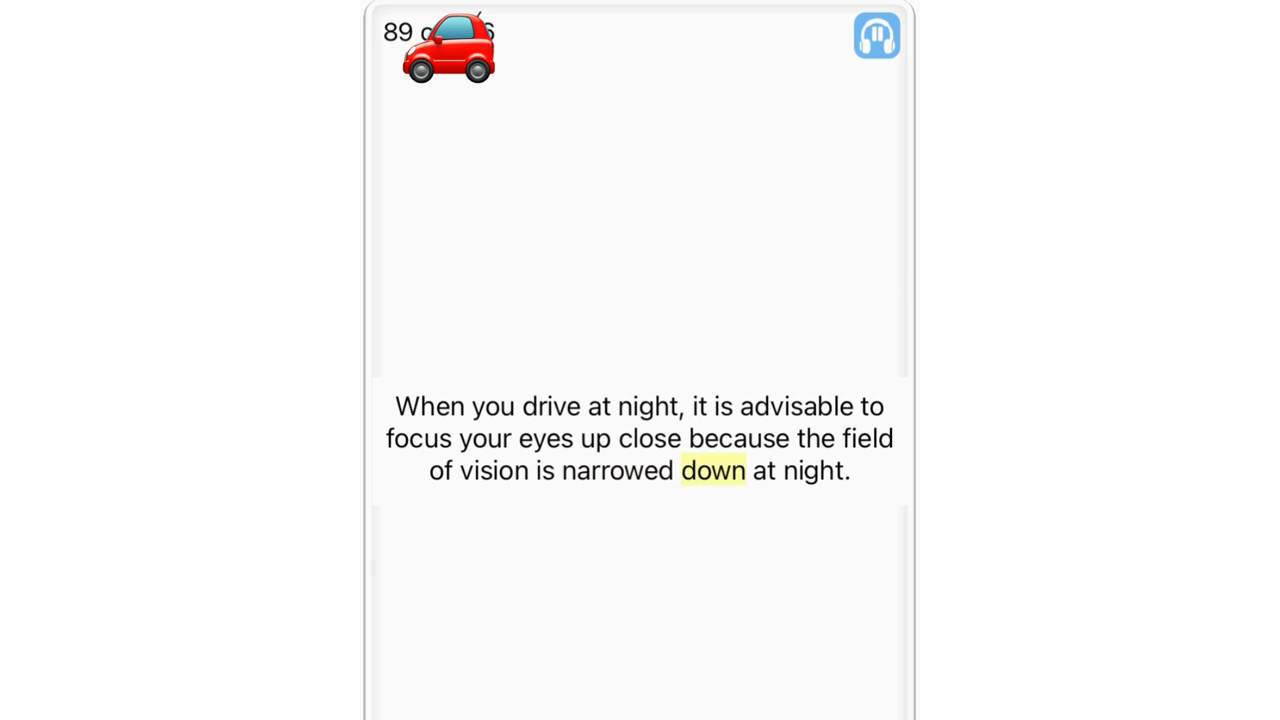 89
When you drive at night, it is advisable to
focus your eyes up close because the field
of vision is narrowed down at night.